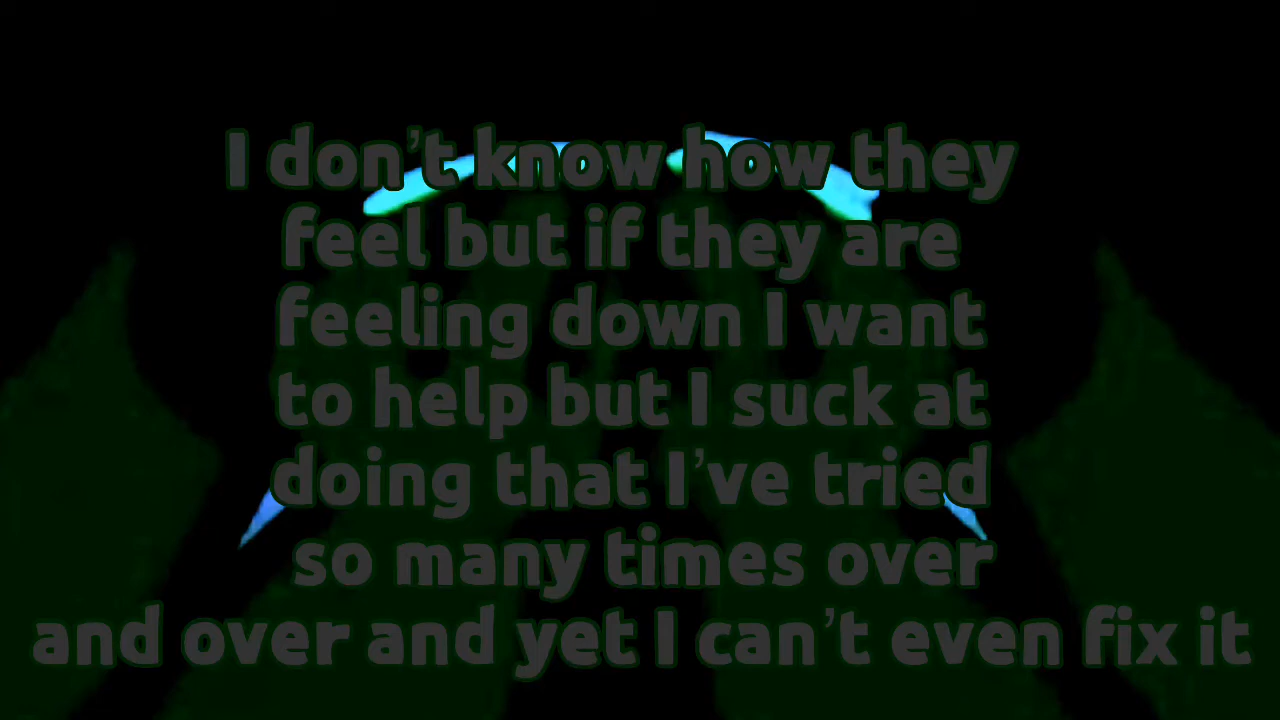 I don't know how they
feel but if they are
feeling down I want
to help but I suck at
doing that I've tried
so many times over
and over and yet I can't even fix it